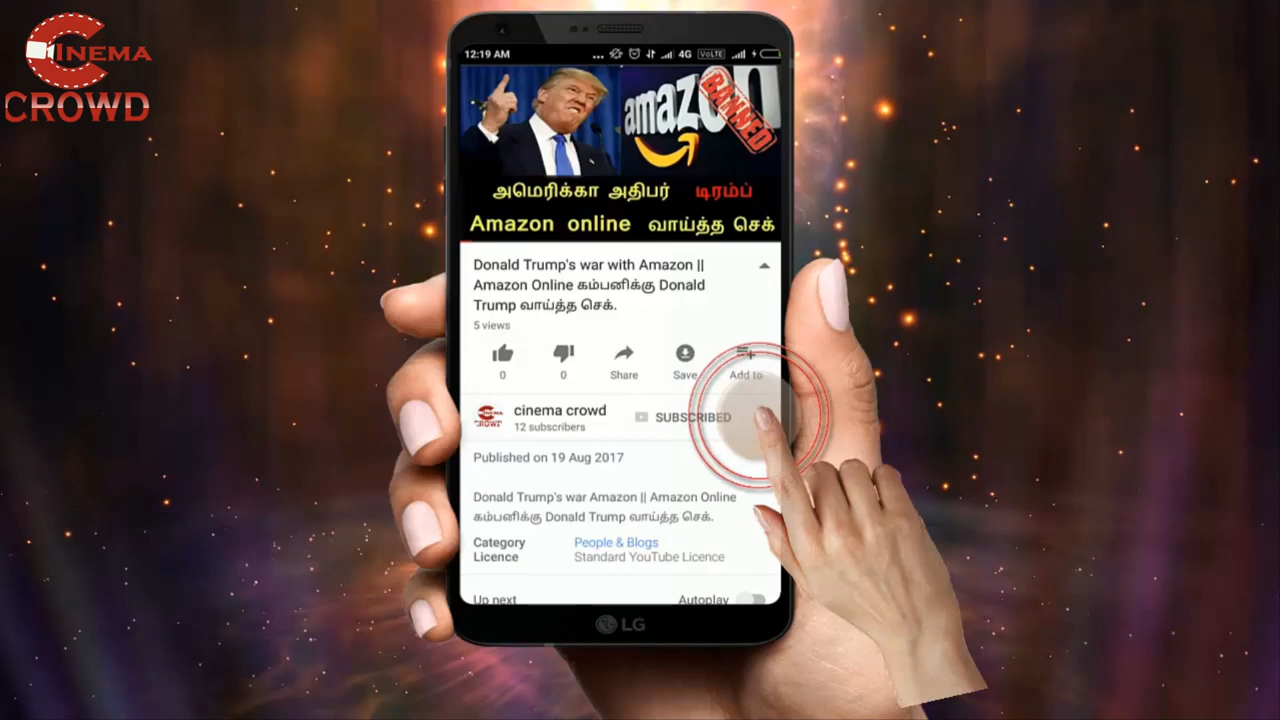 CINEMA
CROWD
12:19 AM
4G VoLTE
amazon
BANNED
அமெரிக்கா அதிபர் டிரம்ப்
Amazon online வாய்த்த செக்
Donald Trump's war with Amazon ||
Amazon Online கம்பனிக்கு Donald
Trump வாய்த்த செக்.
5 views
0 0 Share Save Add to
CINEMA
CROWD
cinema crowd
SUBSCRIBED
12 subscribers
Published on 19 Aug 2017
Donald Trump's war Amazon || Amazon Online
கம்பனிக்கு Donald Trump வாய்த்த செக்.
Category People & Blogs
Licence Standard YouTube Licence
Up next Autoplay
LG